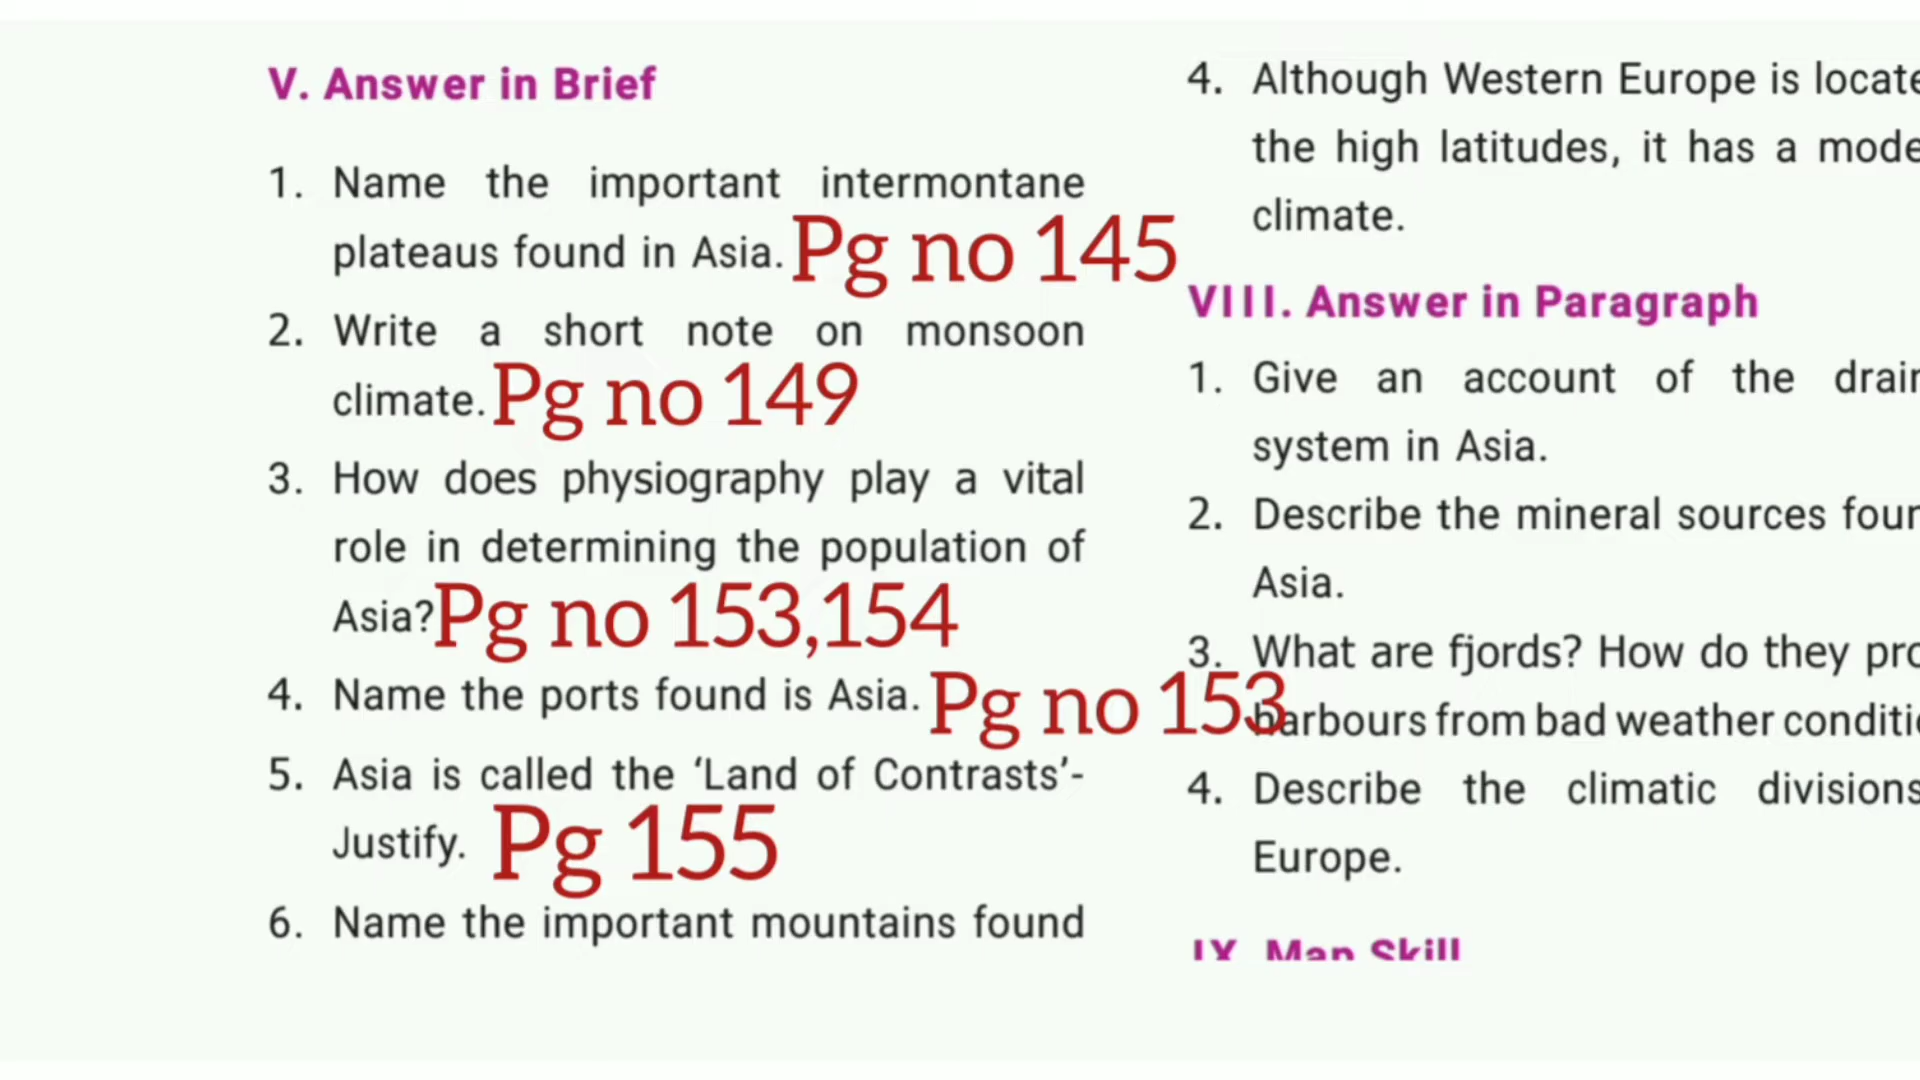 V. Answer in Brief
1. Name the important intermontane
plateaus found in Asia. Pg no 145
2. Write a short note on monsoon
climate. Pg no 149
3. How does physiography play a vital
role in determining the population of
Asia? Pg no 153,154
4. Name the ports found is Asia. Pg no 153
5. Asia is called the ‘Land of Contrasts’-
Justify. Pg 155
6. Name the important mountains found
4. Although Western Europe is
the high latitudes, it has a
climate.
VIII. Answer in Paragraph
1. Give an account of the
system in Asia.
2. Describe the mineral sources
Asia.
3. What are fjords? How do they
harbours from bad weather
4. Describe the climatic divisions
Europe.
IX. Map Skill